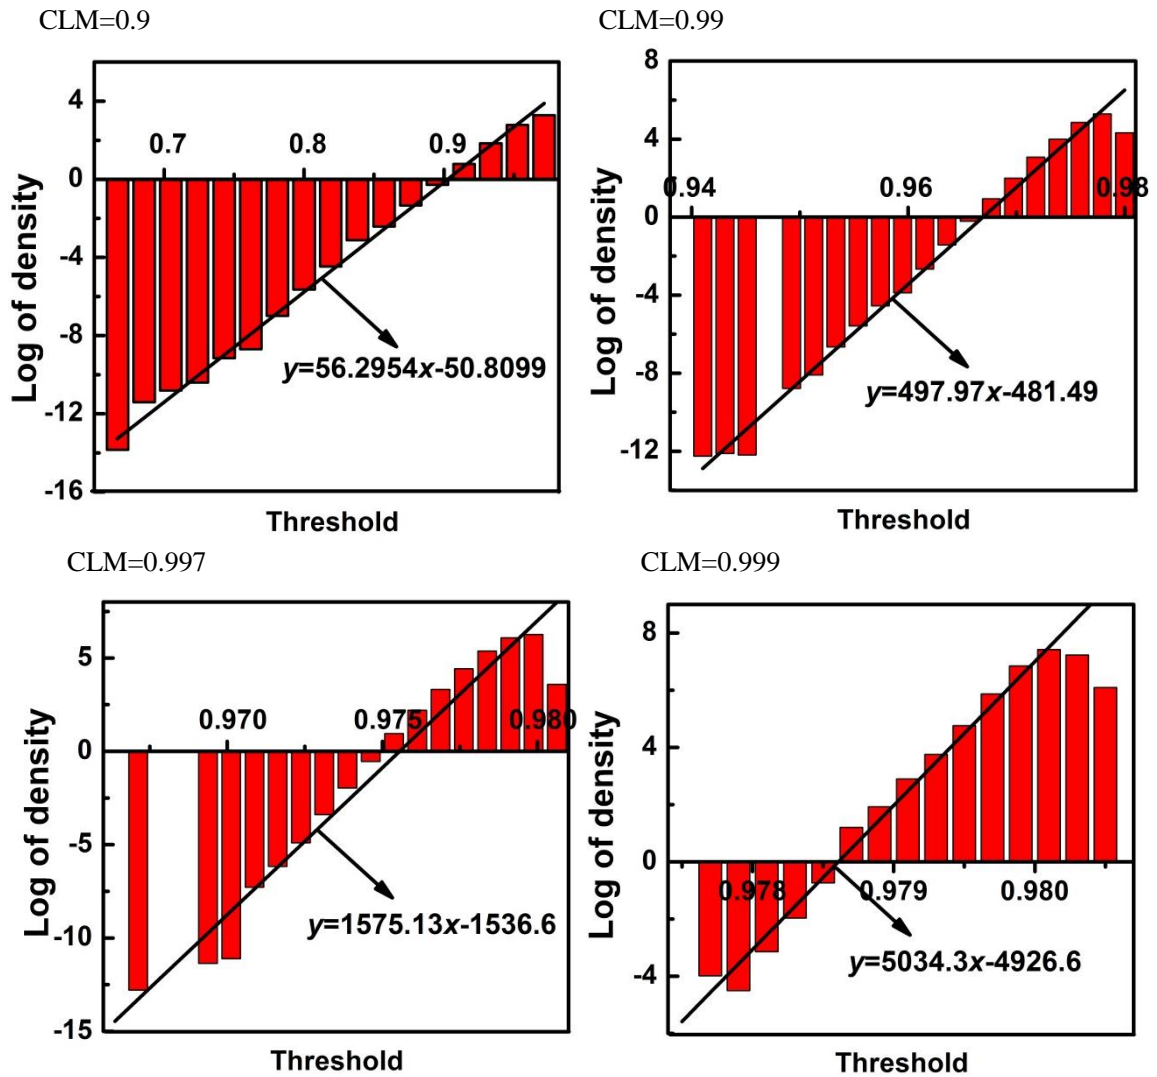 CLM=0.9
4
0.7
0.8
0.9
0
-4
-8
-12
-16
Log of density
y=56.2954x-50.8099
Threshold
CLM=0.99
8
4
0.94
0.96
0.98
0
-4
-8
-12
Log of density
y=497.97x-481.49
Threshold
CLM=0.997
5
0.970
0.975
0.980
0
-5
-10
-15
Log of density
y=1575.13x-1536.6
Threshold
CLM=0.999
8
4
0
0.978
0.979
0.980
-4
Log of density
y=5034.3x-4926.6
Threshold